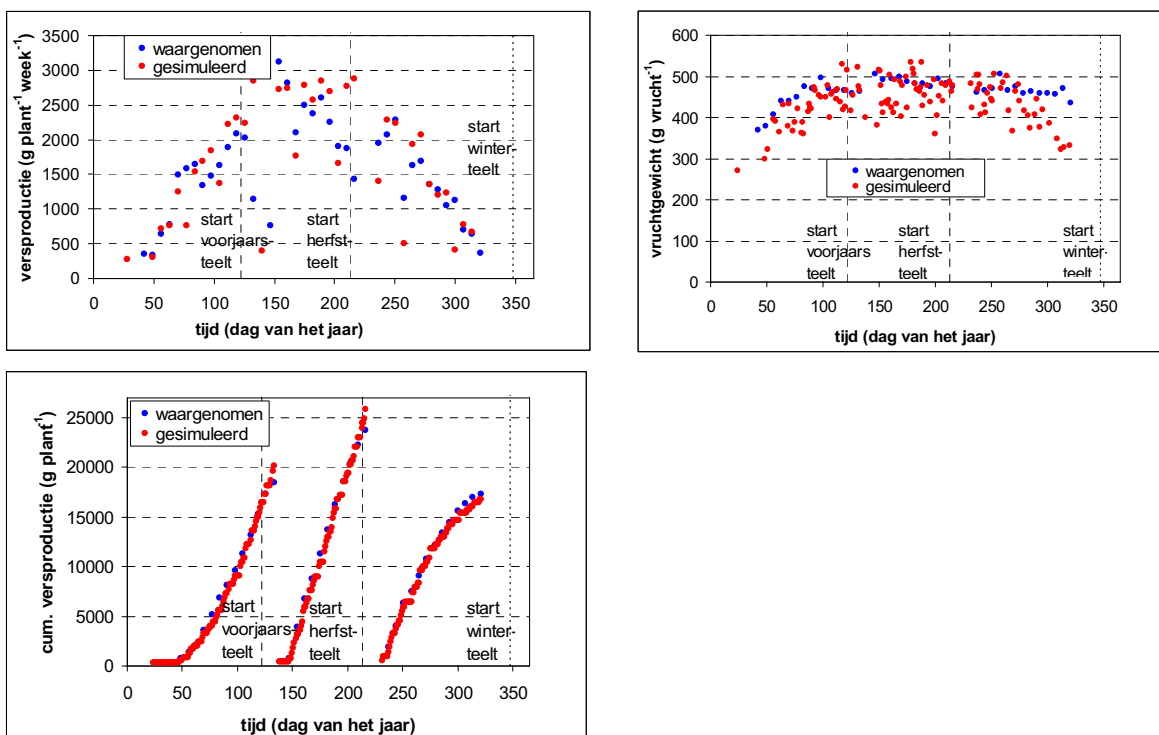 versproductie (g plant⁻¹ week⁻¹)
3500
3000
2500
2000
1500
1000
500
0
waargenomen
gesimuleerd
start
voorjaars-
teelt
start
herfst-
teelt
start
winter-
teelt
0 50 100 150 200 250 300 350
tijd (dag van het jaar)
vruchtgewicht (g vrucht⁻¹)
600
500
400
300
200
100
0
waargenomen
gesimuleerd
start
voorjaars
teelt
start
herfst-
teelt
start
winter-
teelt
0 50 100 150 200 250 300 350
tijd (dag van het jaar)
cum. versproductie (g plant⁻¹)
25000
20000
15000
10000
5000
0
waargenomen
gesimuleerd
start
voorjaars-
teelt
start
herfst-
teelt
start
winter-
teelt
0 50 100 150 200 250 300 350
tijd (dag van het jaar)